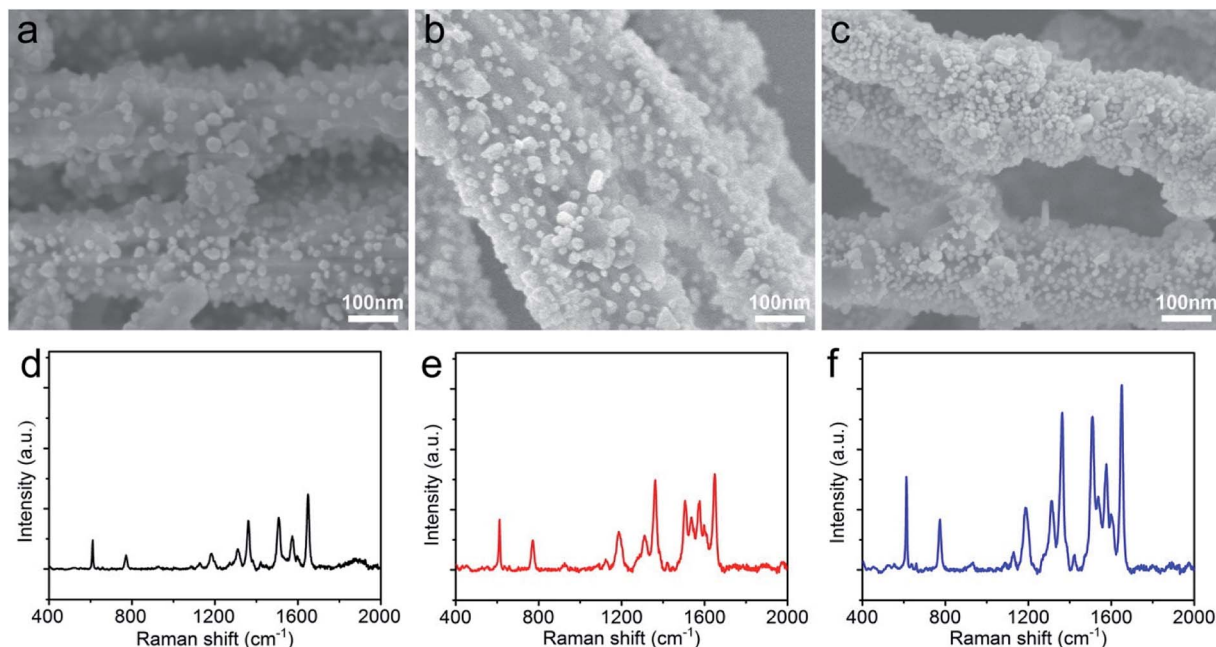 a
b
c
100nm
100nm
100nm
d
e
f
Intensity (a.u.)
Intensity (a.u.)
Intensity (a.u.)
400 800 1200 1600 2000
400 800 1200 1600 2000
400 800 1200 1600 2000
Raman shift (cm⁻¹)
Raman shift (cm⁻¹)
Raman shift (cm⁻¹)